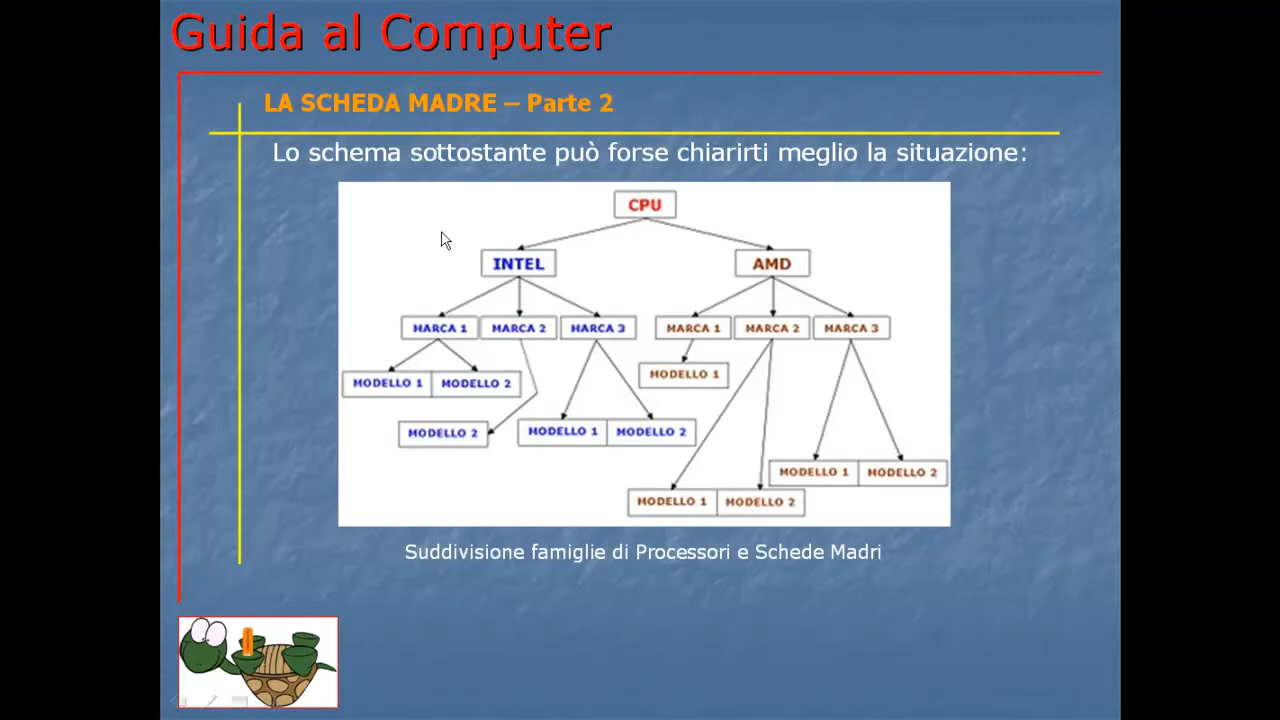 Guida al Computer
LA SCHEDA MADRE – Parte 2
Lo schema sottostante può forse chiarirti meglio la situazione:
CPU
INTEL AMD
MARCA 1 MARCA 2 MARCA 3 MARCA 1 MARCA 2 MARCA 3
MODELLO 1
MODELLO 1 MODELLO 2
MODELLO 2 MODELLO 1 MODELLO 2
MODELLO 1 MODELLO 2
MODELLO 1 MODELLO 2
Suddivisione famiglie di Processori e Schede Madri